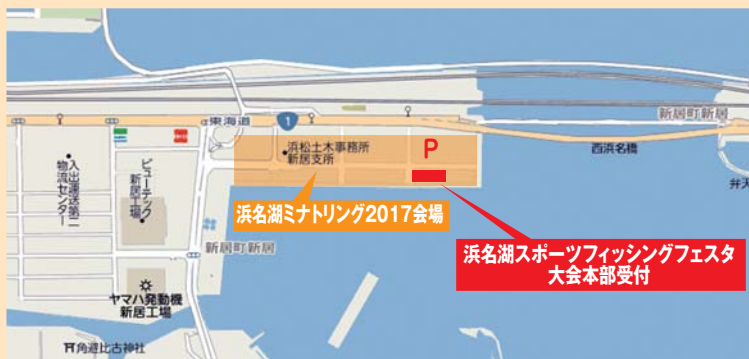 新居町新居
東海道
1
浜松土木事務所
新居支所
P
西浜名橋
弁天
入出運送第二
物流センター
ビューテック
新居工場
浜名湖ミナトリング2017会場
新居町新居
浜名湖スポーツフィッシングフェスタ
大会本部受付
ヤマハ発動機
新居工場
角避比古神社